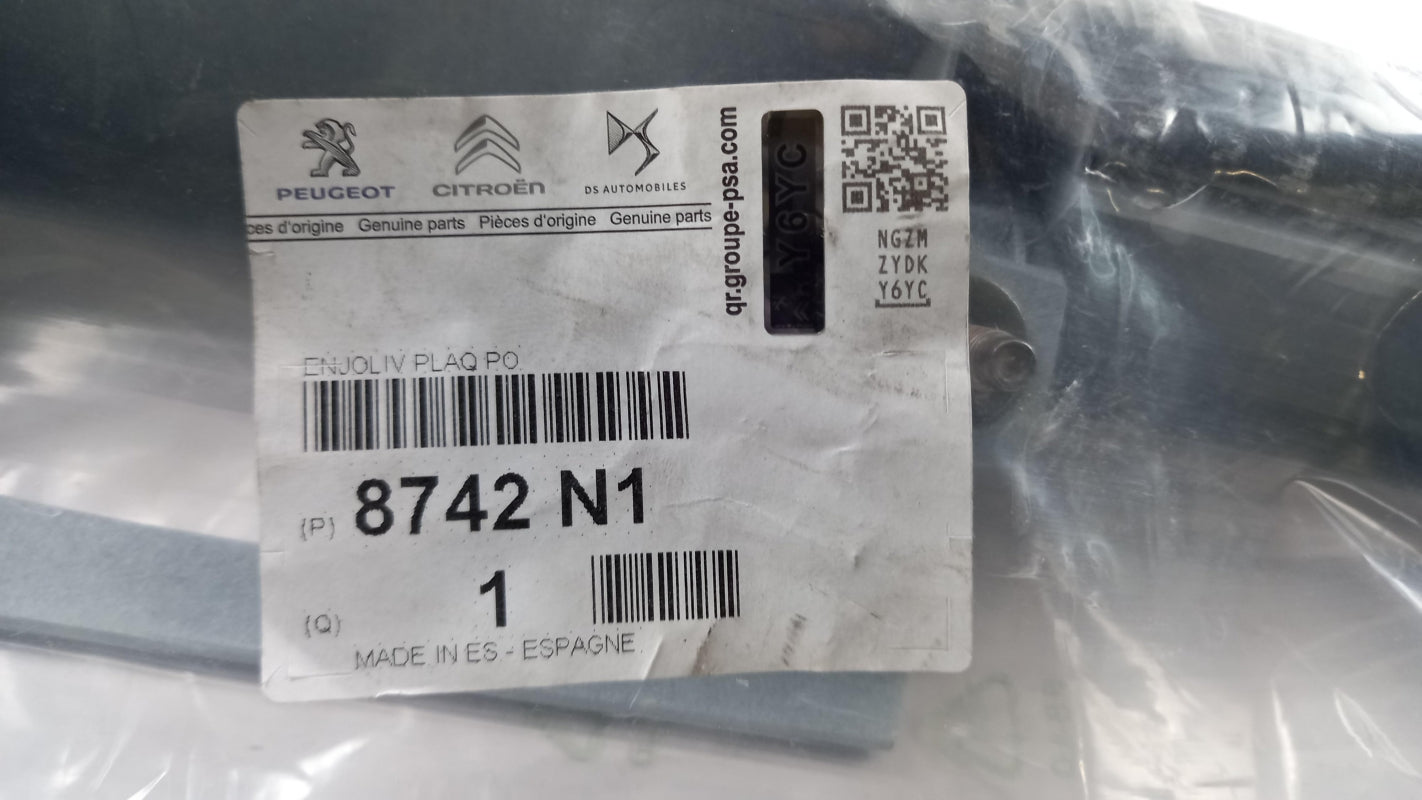 PEUGEOT
CITROËN
DS AUTOMOBILES
ces d'origine Genuine parts Pièces d'origine Genuine parts
qr.groupe-psa.com
Y6YC
NGZM
ZYDK
Y6YC
ENJOLIV PLAQ PO
(P) 8742 N1
(Q) 1
MADE IN ES - ESPAGNE